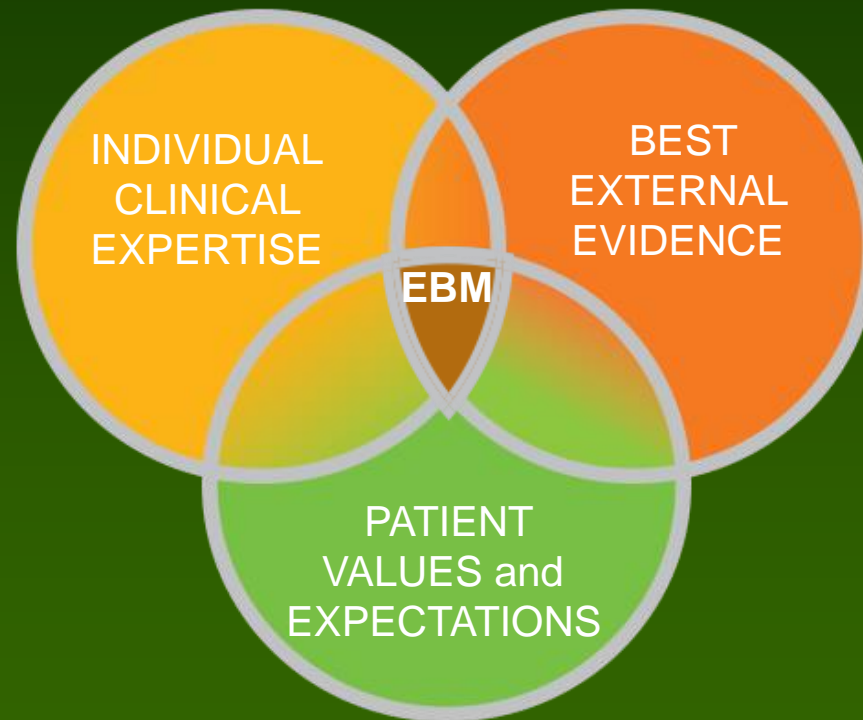 INDIVIDUAL
CLINICAL
EXPERTISE
BEST
EXTERNAL
EVIDENCE
EBM
PATIENT
VALUES and
EXPECTATIONS